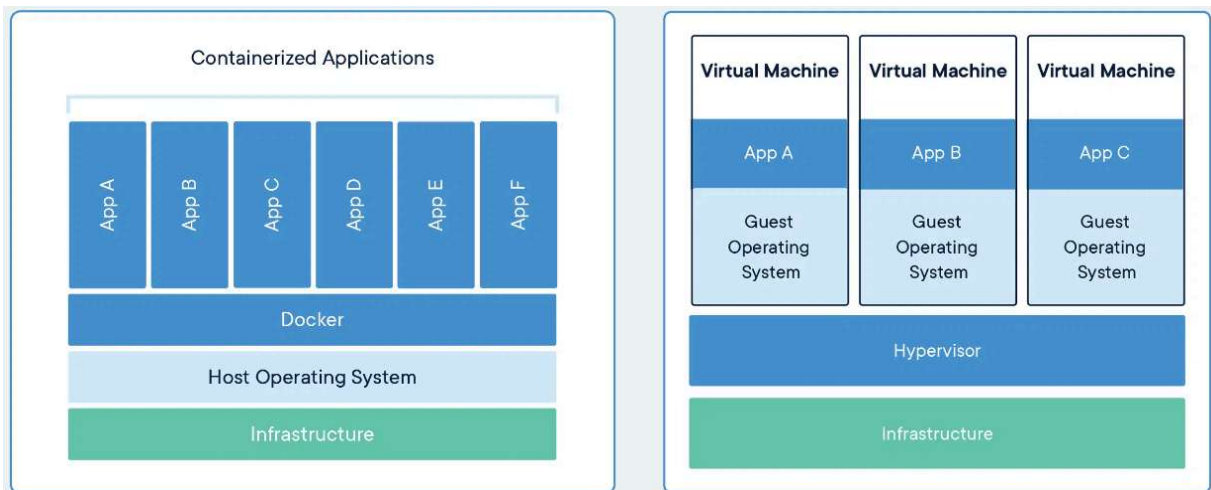 Containerized Applications
App A
App B
App C
App D
App E
App F
Docker
Host Operating System
Infrastructure
Virtual Machine
App A
Guest
Operating
System
Virtual Machine
App B
Guest
Operating
System
Virtual Machine
App C
Guest
Operating
System
Hypervisor
Infrastructure